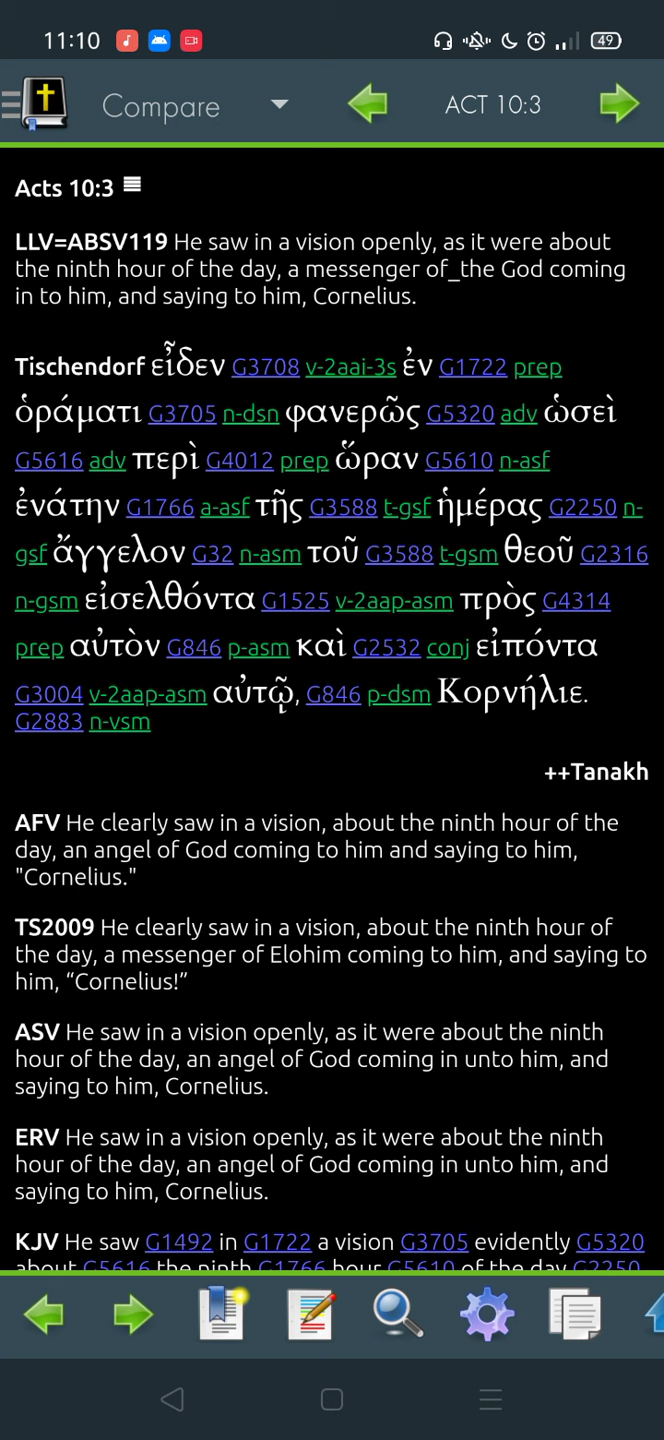 11:10
49
Compare
ACT 10:3
Acts 10:3
LLV=ABSV119 He saw in a vision openly, as it were about
the ninth hour of the day, a messenger of_the God coming
in to him, and saying to him, Cornelius.
Tischendorf εἶδεν G3708 v-2aai-3s ἐν G1722 prep
ὁράματι G3705 n-dsn φανερῶς G5320 adv ὡσεὶ
G5616 adv περὶ G4012 prep ὥραν G5610 n-asf
ἐνάτην G1766 a-asf τῆς G3588 t-gsf ἡμέρας G2250 n-
gsf ἄγγελον G32 n-asm τοῦ G3588 t-gsm θεοῦ G2316
n-gsm εἰσελθόντα G1525 v-2aap-asm πρὸς G4314
prep αὐτὸν G846 p-asm καὶ G2532 conj εἰπόντα
G3004 v-2aap-asm αὐτῷ, G846 p-dsm Κορνήλιε.
G2883 n-vsm
++Tanakh
AFV He clearly saw in a vision, about the ninth hour of the
day, an angel of God coming to him and saying to him,
"Cornelius."
TS2009 He clearly saw in a vision, about the ninth hour of
the day, a messenger of Elohim coming to him, and saying to
him, “Cornelius!”
ASV He saw in a vision openly, as it were about the ninth
hour of the day, an angel of God coming in unto him, and
saying to him, Cornelius.
ERV He saw in a vision openly, as it were about the ninth
hour of the day, an angel of God coming in unto him, and
saying to him, Cornelius.
KJV He saw G1492 in G1722 a vision G3705 evidently G5320
about G5616 the ninth G1766 hour G5610 of the day G2250